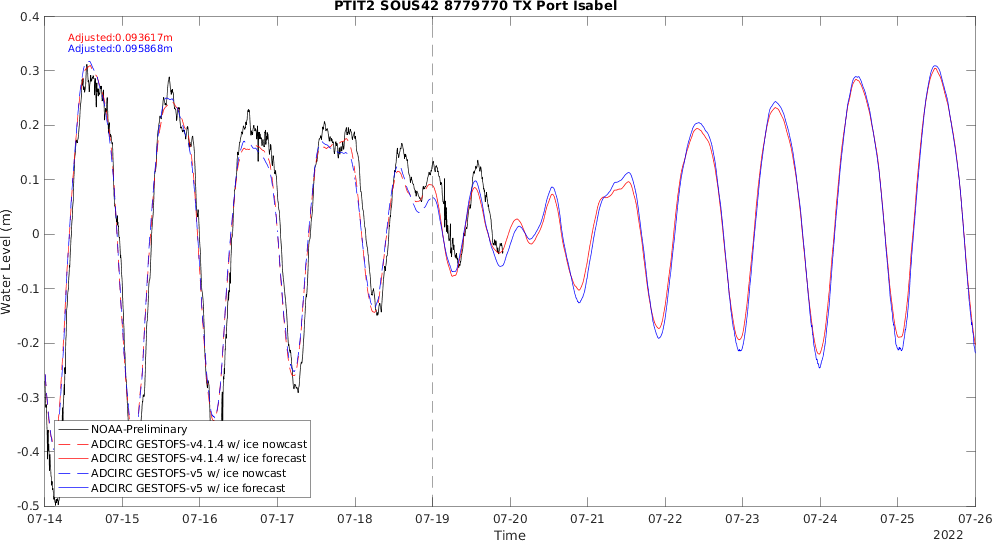 PTIT2 SOUS42 8779770 TX Port Isabel
Adjusted:0.093617m
Adjusted:0.095868m
0.4
0.3
0.2
0.1
0
-0.1
-0.2
-0.3
-0.4
-0.5
Water Level (m)
NOAA-Preliminary
ADCIRC GESTOFS-v4.1.4 w/ ice nowcast
ADCIRC GESTOFS-v4.1.4 w/ ice forecast
ADCIRC GESTOFS-v5 w/ ice nowcast
ADCIRC GESTOFS-v5 w/ ice forecast
07-14 07-15 07-16 07-17 07-18 07-19 07-20 07-21 07-22 07-23 07-24 07-25 07-26
Time
2022